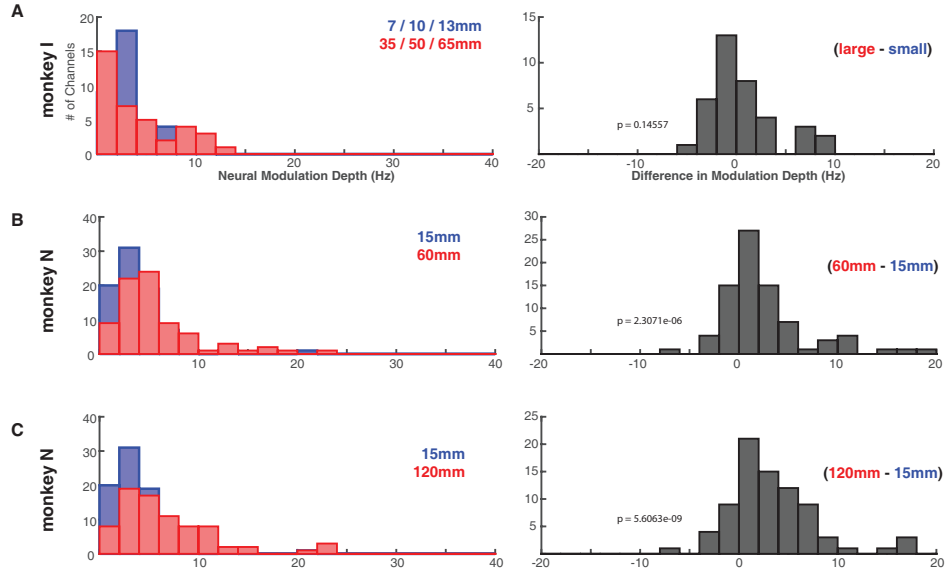 A
monkey I
# of Channels
20
15
10
5
0
10
20
30
40
Neural Modulation Depth (Hz)
7 / 10 / 13mm
35 / 50 / 65mm
15
10
5
-20
-10
0
10
20
Difference in Modulation Depth (Hz)
p = 0.14557
(large - small)
B
monkey N
40
30
20
10
0
10
20
30
40
15mm
60mm
30
25
20
15
10
5
-20
-10
0
10
20
p = 2.3071e-06
(60mm - 15mm)
C
monkey N
40
30
20
10
0
10
20
30
40
15mm
120mm
25
20
15
10
5
-20
-10
0
10
20
p = 5.6063e-09
(120mm - 15mm)